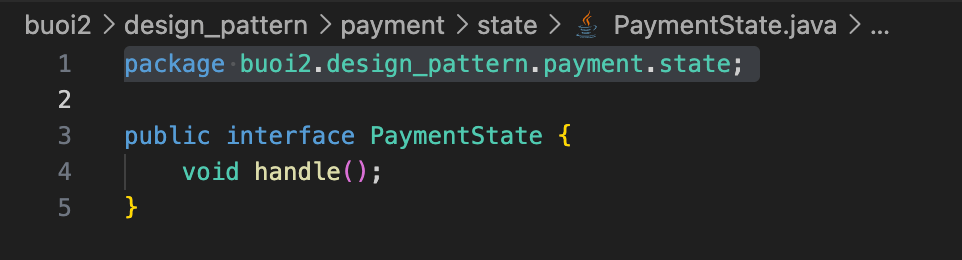 buoi2 > design_pattern > payment > state > PaymentState.java > ...
1 package buoi2.design_pattern.payment.state;
2
3 public interface PaymentState {
4     void handle();
5 }